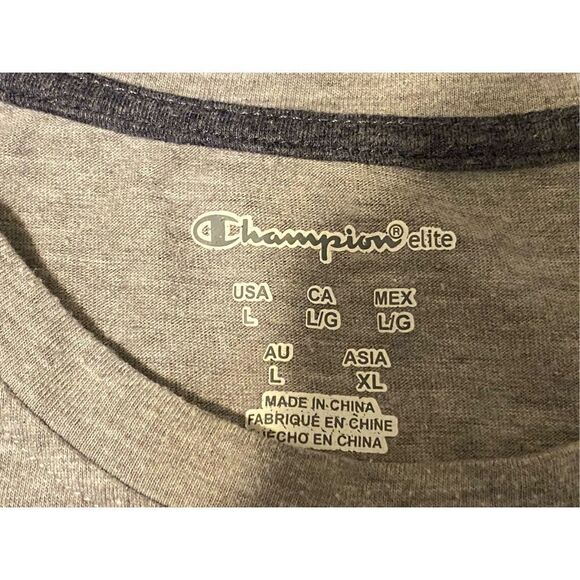 Champion® elite
USA CA MEX
L L/G L/G
AU ASIA
L XL
MADE IN CHINA
FABRIQUÉ EN CHINE
HECHO EN CHINA